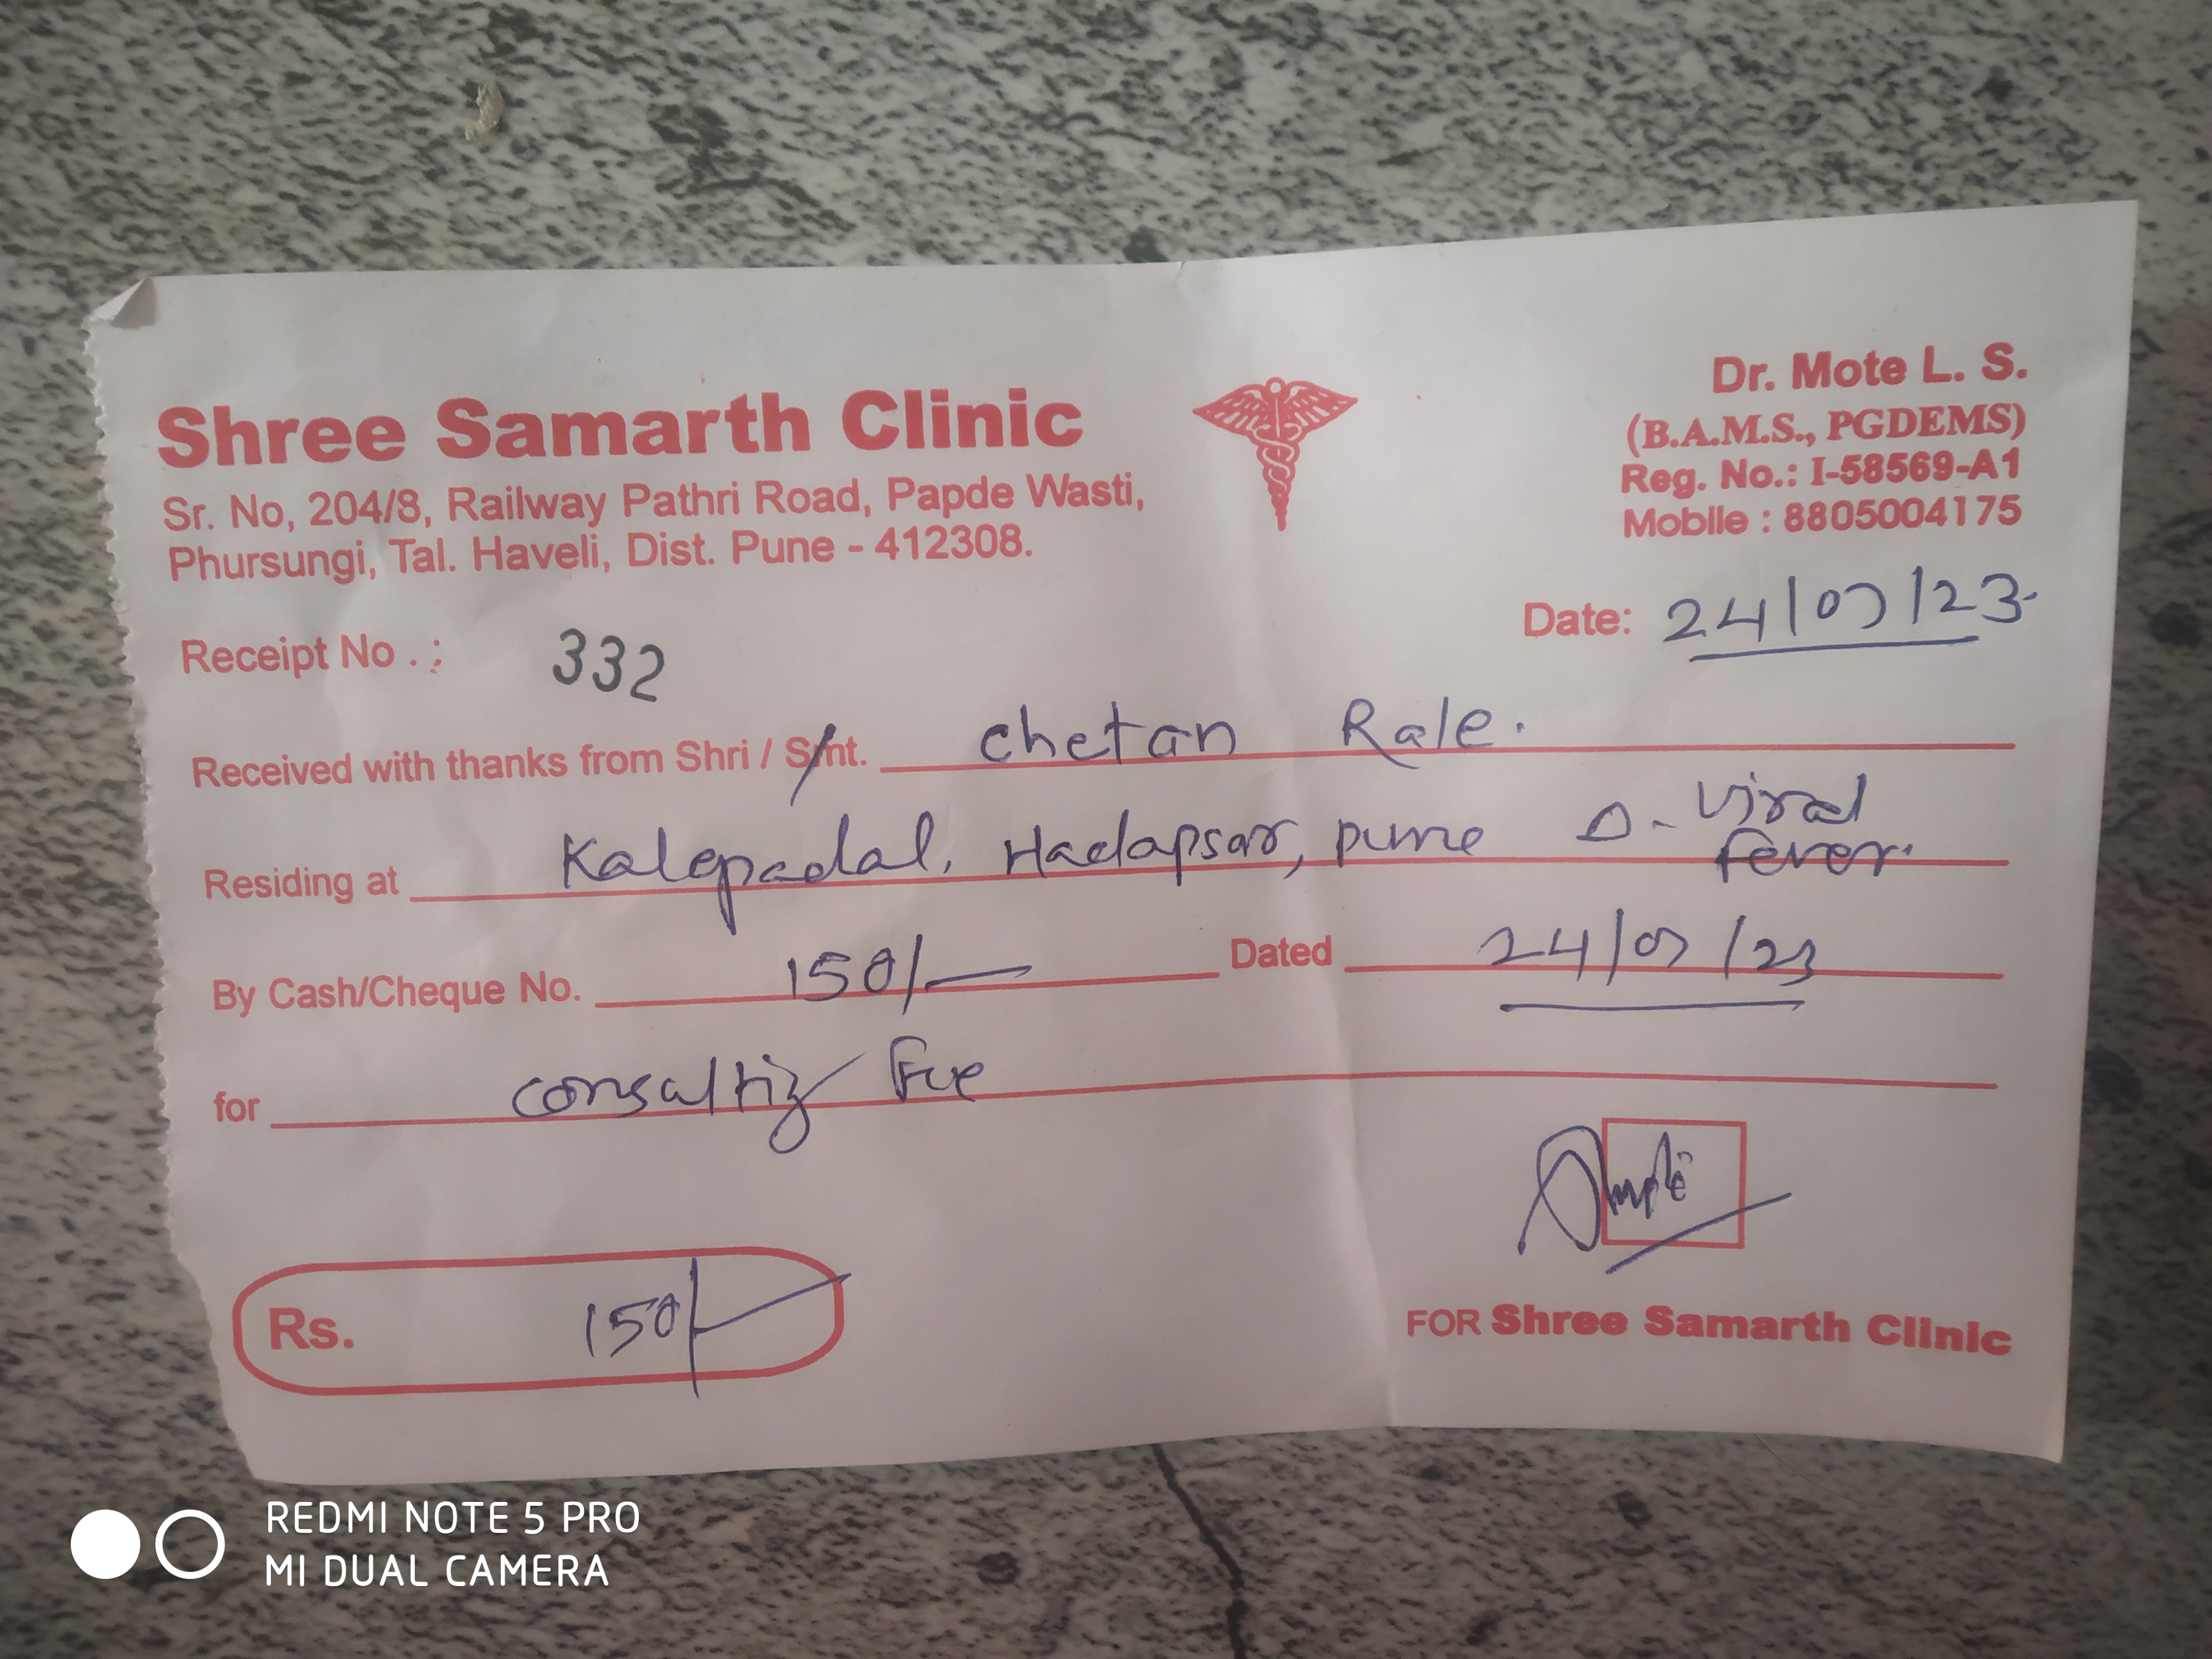 Shree Samarth Clinic
Sr. No, 204/8, Railway Pathri Road, Papde Wasti,
Phursungi, Tal. Haveli, Dist. Pune - 412308.
Dr. Mote L. S.
(B.A.M.S., PGDEMS)
Reg. No.: I-58569-A1
Mobile : 8805004175
Receipt No . : 332
Date: 24/07/23.
Received with thanks from Shri / Smt. Chetan Rale.
Residing at Kalepadal, Hadapsar, pune Δ - Viral
fever.
By Cash/Cheque No. 150/- Dated 24/07/23
for consulting Fee
Rs. 150/-
FOR Shree Samarth Clinic
REDMI NOTE 5 PRO
MI DUAL CAMERA